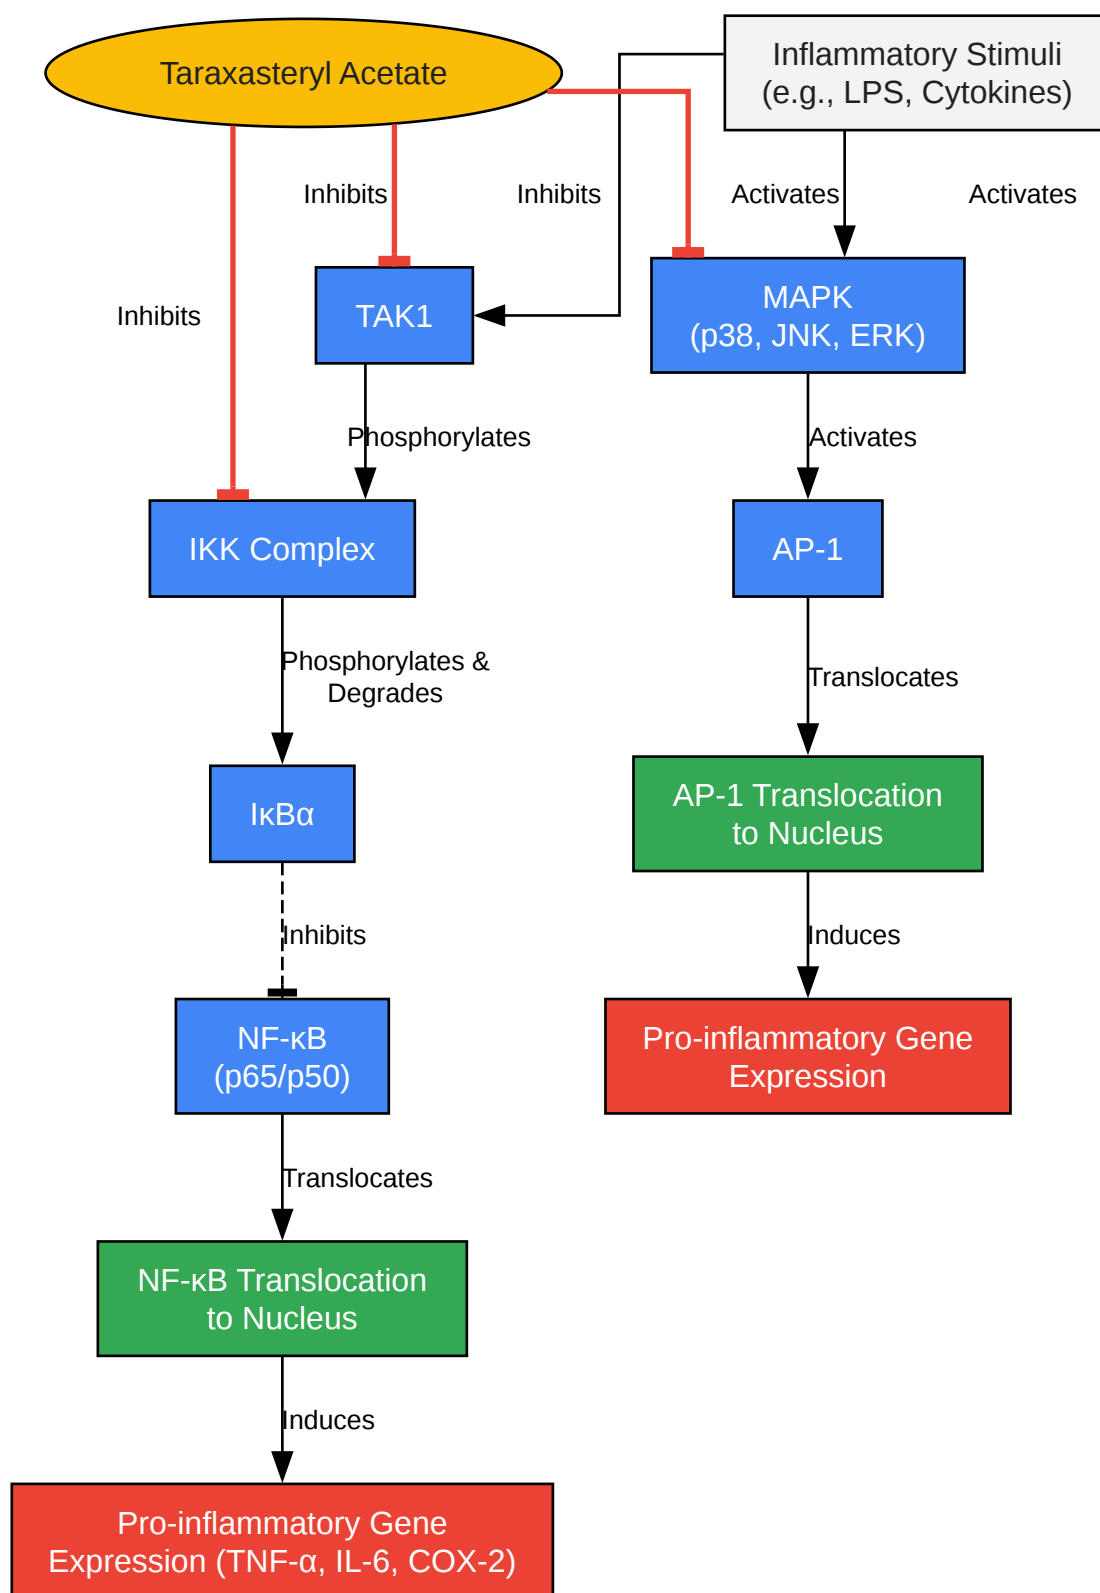 Taraxasteryl Acetate
Inflammatory Stimuli
(e.g., LPS, Cytokines)
Inhibits
Inhibits
Activates
Activates
Inhibits
TAK1
MAPK
(p38, JNK, ERK)
Phosphorylates
Activates
IKK Complex
AP-1
Phosphorylates &
Degrades
Translocates
IκBα
AP-1 Translocation
to Nucleus
Inhibits
Induces
NF-κB
(p65/p50)
Pro-inflammatory Gene
Expression
Translocates
NF-κB Translocation
to Nucleus
Induces
Pro-inflammatory Gene
Expression (TNF-α, IL-6, COX-2)